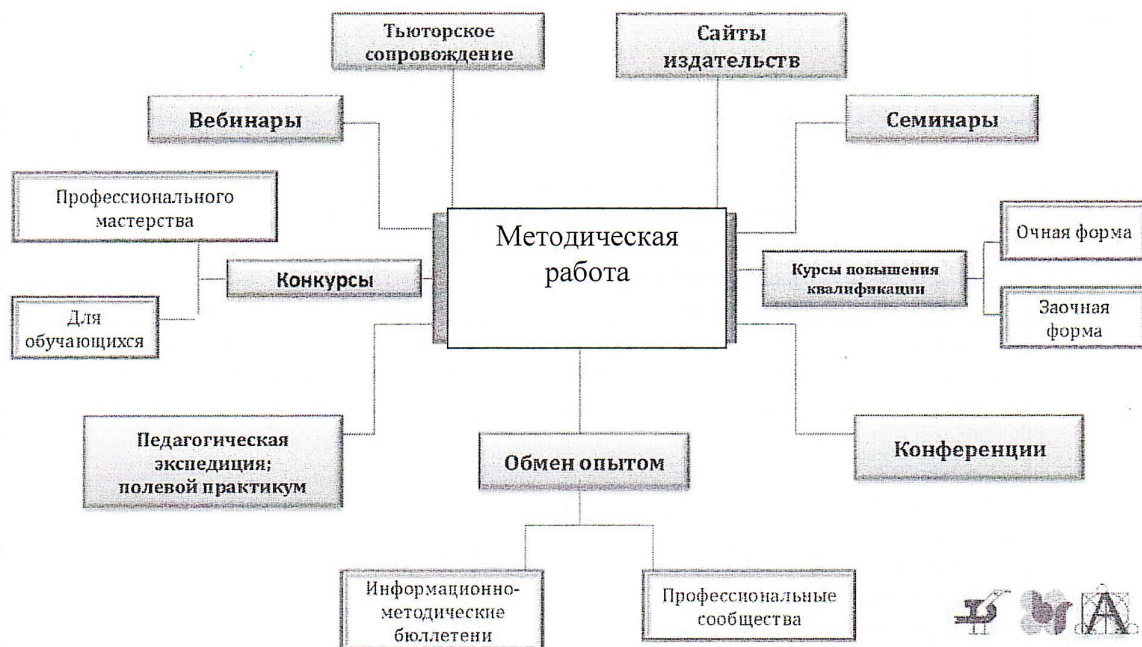 Тьюторское
сопровождение
Сайты
издательств
Вебинары
Семинары
Профессионального
мастерства
Методическая
работа
Очная форма
Конкурсы
Курсы повышения
квалификации
Для
обучающихся
Заочная
форма
Педагогическая
экспедиция;
полевой практикум
Обмен опытом
Конференции
Информационно-
методические
бюллетени
Профессиональные
сообщества
А